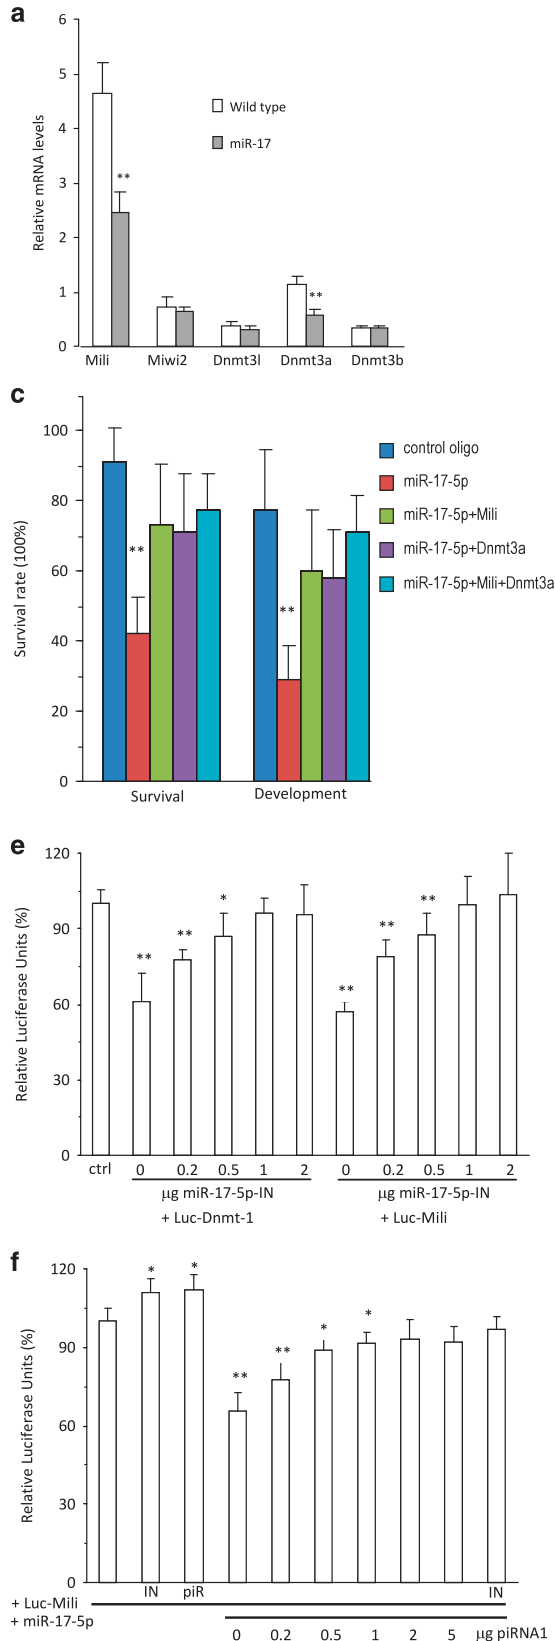 a
6
5
4
3
2
1
0
Relative mRNA levels
Wild type
miR-17
**
**
Mili Miwi2 Dnmt3l Dnmt3a Dnmt3b
c
100
80
60
40
20
0
Survival rate (100%)
control oligo
miR-17-5p
miR-17-5p+Mili
miR-17-5p+Dnmt3a
miR-17-5p+Mili+Dnmt3a
**
**
Survival Development
e
120
90
60
30
0
Relative Luciferase Units (%)
** ** * ** ** **
ctrl 0 0.2 0.5 1 2 0 0.2 0.5 1 2
µg miR-17-5p-IN µg miR-17-5p-IN
+ Luc-Dnmt-1 + Luc-Mili
f
120
90
60
30
0
Relative Luciferase Units (%)
* * ** ** * *
IN piR IN
+ Luc-Mili
+ miR-17-5p
0 0.2 0.5 1 2 5 µg piRNA1